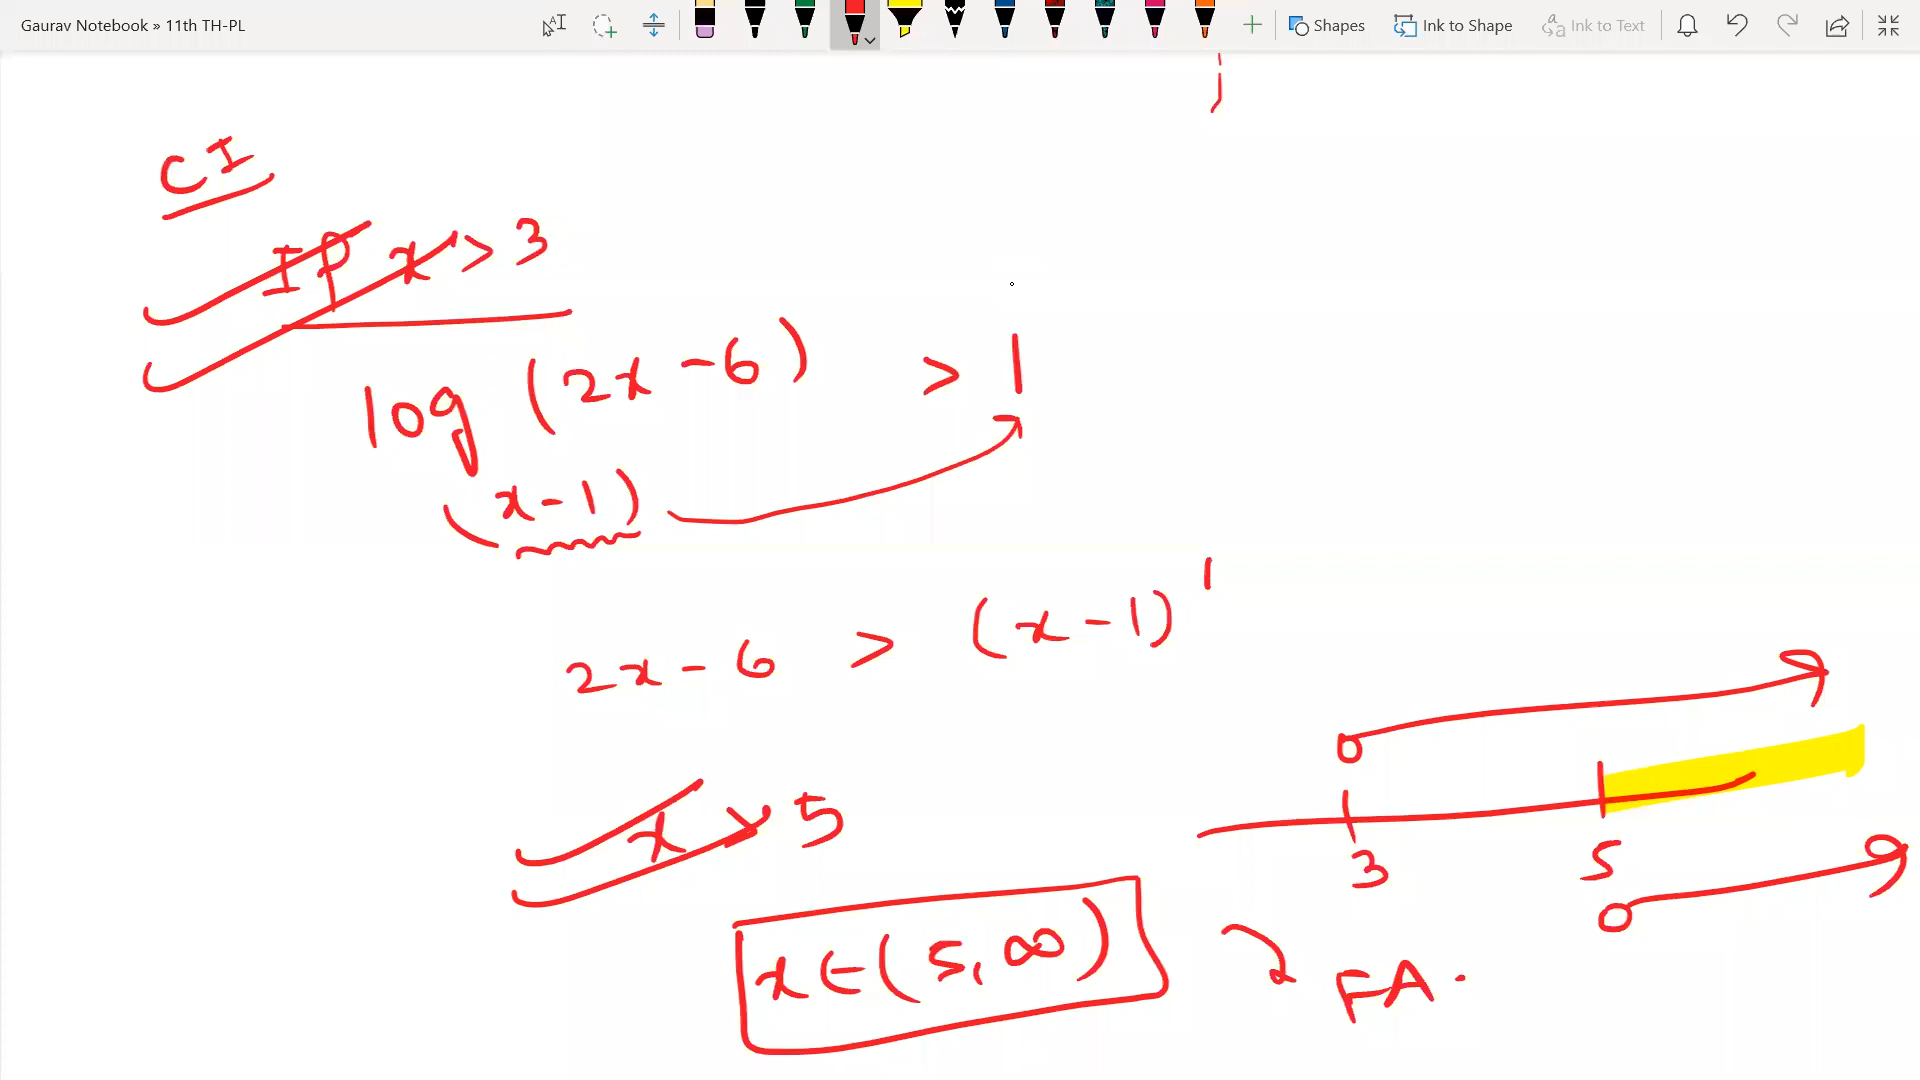 Gaurav Notebook » 11th TH-PL
Shapes
Ink to Shape
Ink to Text
CI
IP x > 3
log (2x - 6) > 1
(x - 1)
2x - 6 > (x - 1)^1
x > 5
3 5
x ∈ (5, ∞)
FA.